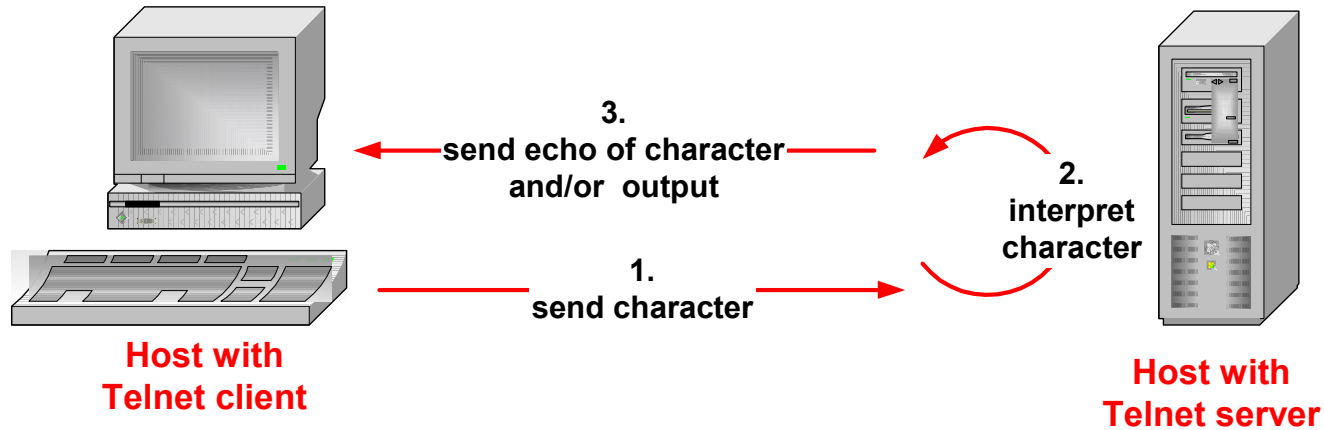 3.
send echo of character
and/or output
2.
interpret
character
1.
send character
Host with
Telnet client
Host with
Telnet server